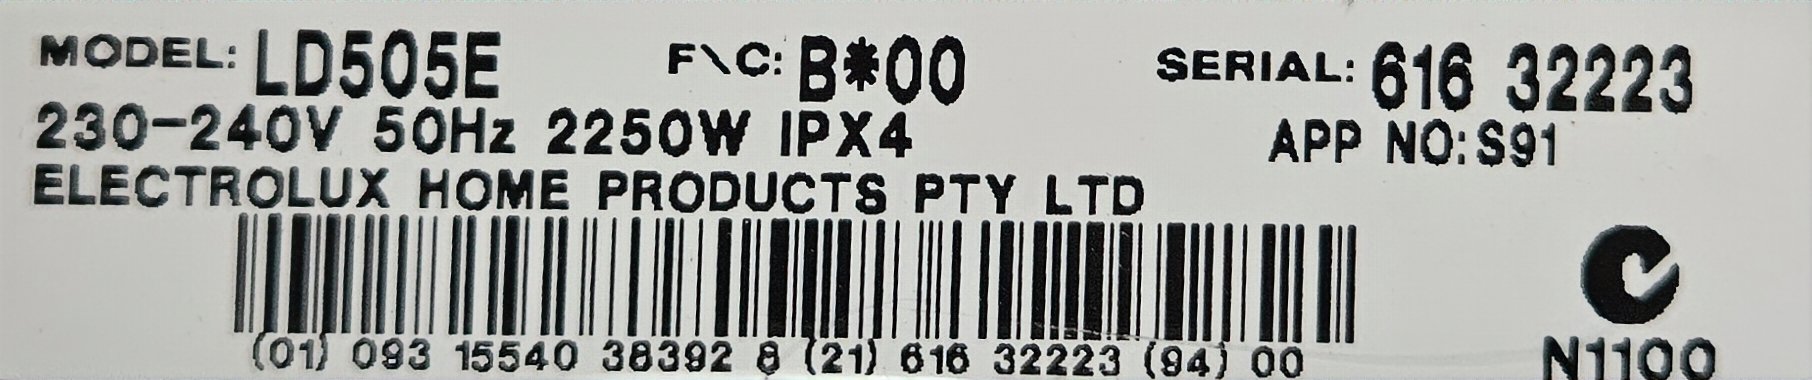 MODEL: LD505E F\C: B*00 SERIAL: 616 32223
230-240V 50Hz 2250W IPX4 APP NO:S91
ELECTROLUX HOME PRODUCTS PTY LTD
(01) 093 15540 38392 8 (21) 616 32223 (94) 00
N1100